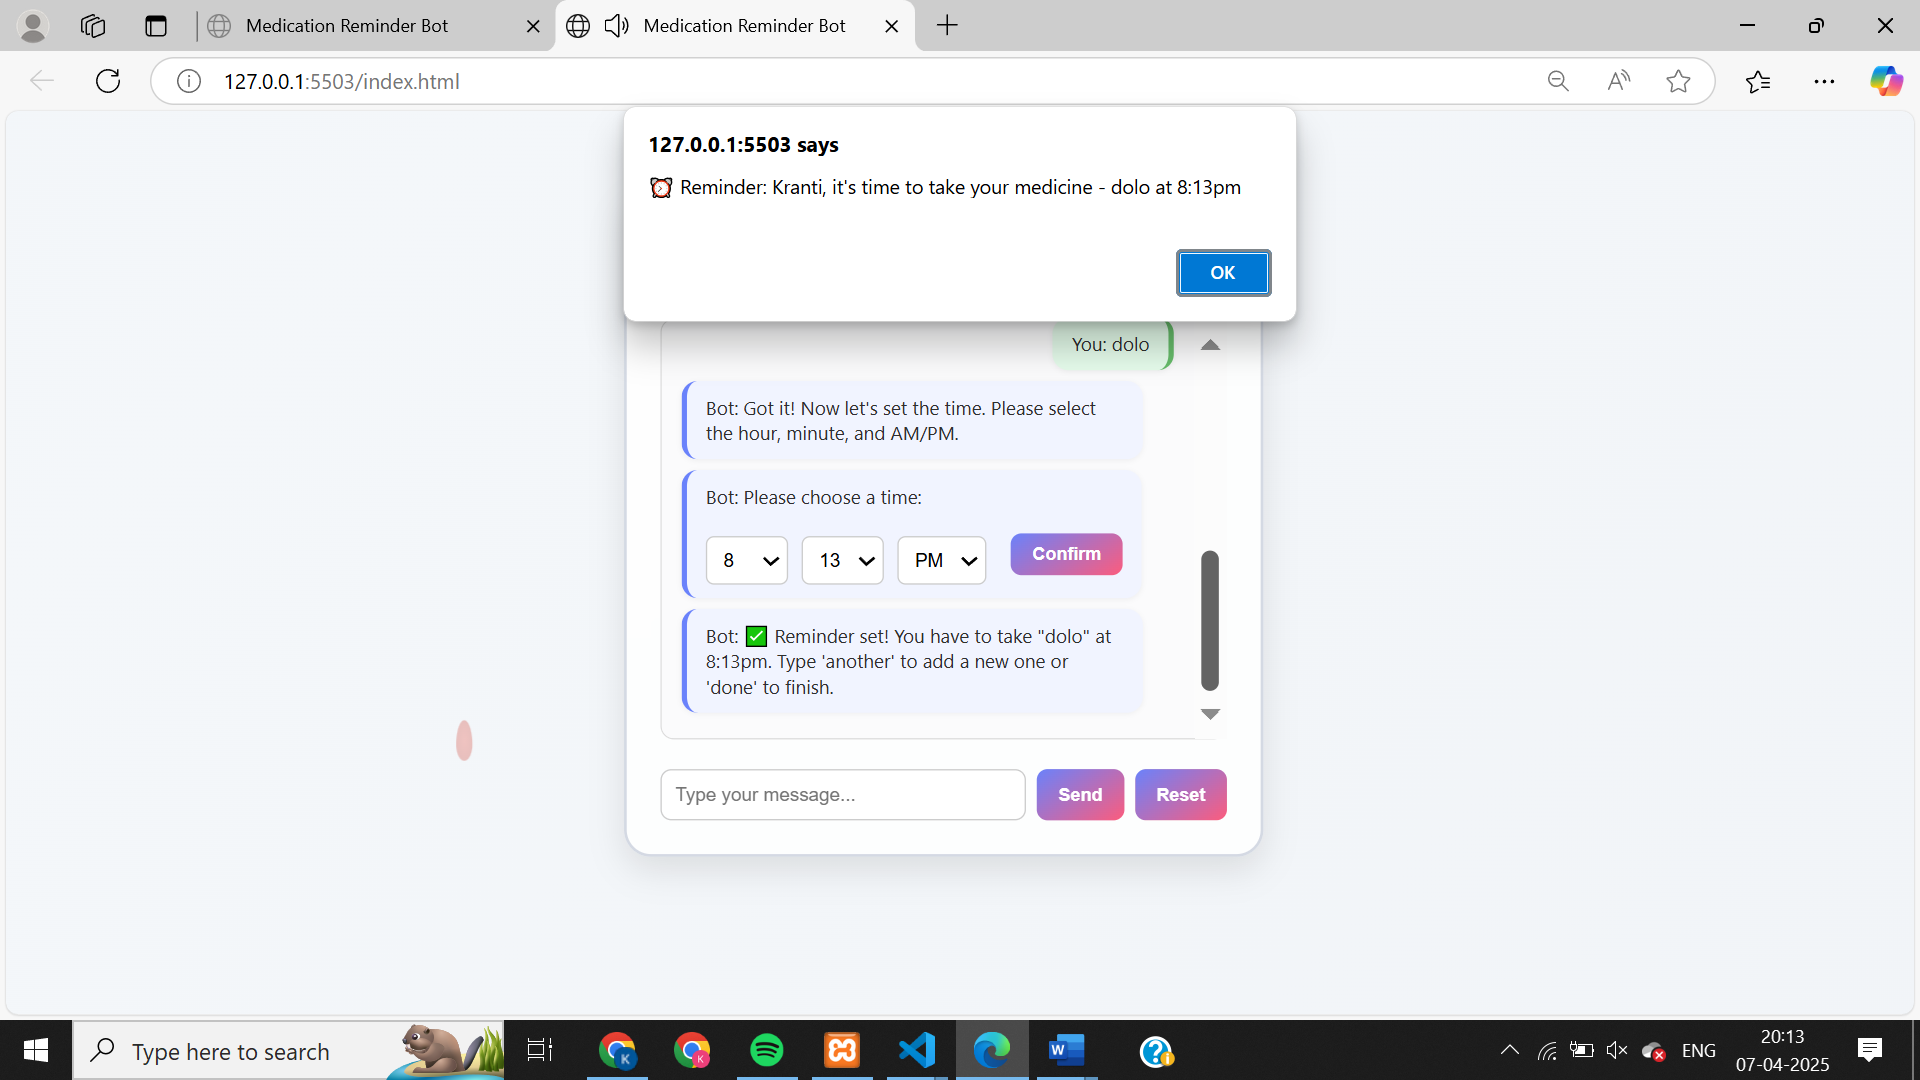 Medication Reminder Bot
Medication Reminder Bot
127.0.0.1:5503/index.html
127.0.0.1:5503 says
⏰ Reminder: Kranti, it's time to take your medicine - dolo at 8:13pm
OK
You: dolo
Bot: Got it! Now let's set the time. Please select
the hour, minute, and AM/PM.
Bot: Please choose a time:
8 13 PM Confirm
Bot: ✅ Reminder set! You have to take "dolo" at
8:13pm. Type 'another' to add a new one or
'done' to finish.
Type your message... Send Reset
Type here to search
K
K
W
ENG
20:13
07-04-2025